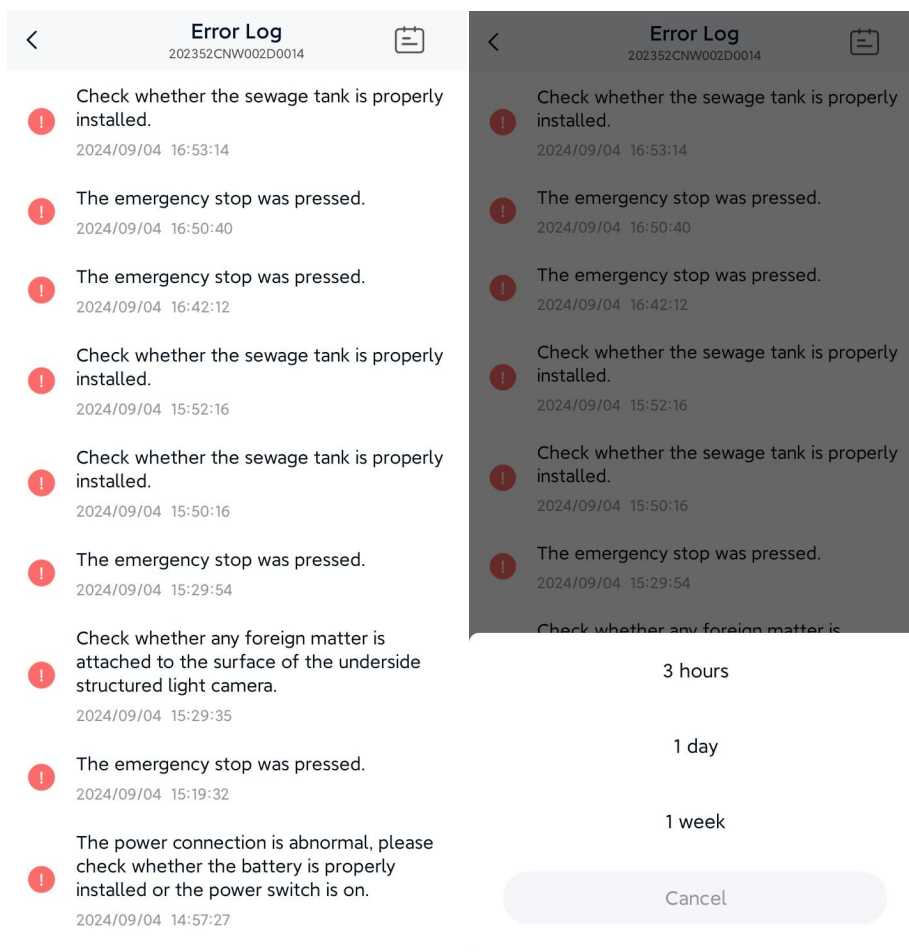 Error Log
202352CNW002D0014
Check whether the sewage tank is properly
installed.
2024/09/04 16:53:14
The emergency stop was pressed.
2024/09/04 16:50:40
The emergency stop was pressed.
2024/09/04 16:42:12
Check whether the sewage tank is properly
installed.
2024/09/04 15:52:16
Check whether the sewage tank is properly
installed.
2024/09/04 15:50:16
The emergency stop was pressed.
2024/09/04 15:29:54
Check whether any foreign matter is
attached to the surface of the underside
structured light camera.
2024/09/04 15:29:35
The emergency stop was pressed.
2024/09/04 15:19:32
The power connection is abnormal, please
check whether the battery is properly
installed or the power switch is on.
2024/09/04 14:57:27
Error Log
202352CNW002D0014
Check whether the sewage tank is properly
installed.
2024/09/04 16:53:14
The emergency stop was pressed.
2024/09/04 16:50:40
The emergency stop was pressed.
2024/09/04 16:42:12
Check whether the sewage tank is properly
installed.
2024/09/04 15:52:16
Check whether the sewage tank is properly
installed.
2024/09/04 15:50:16
The emergency stop was pressed.
2024/09/04 15:29:54
Check whether any foreign matter is
3 hours
1 day
1 week
Cancel